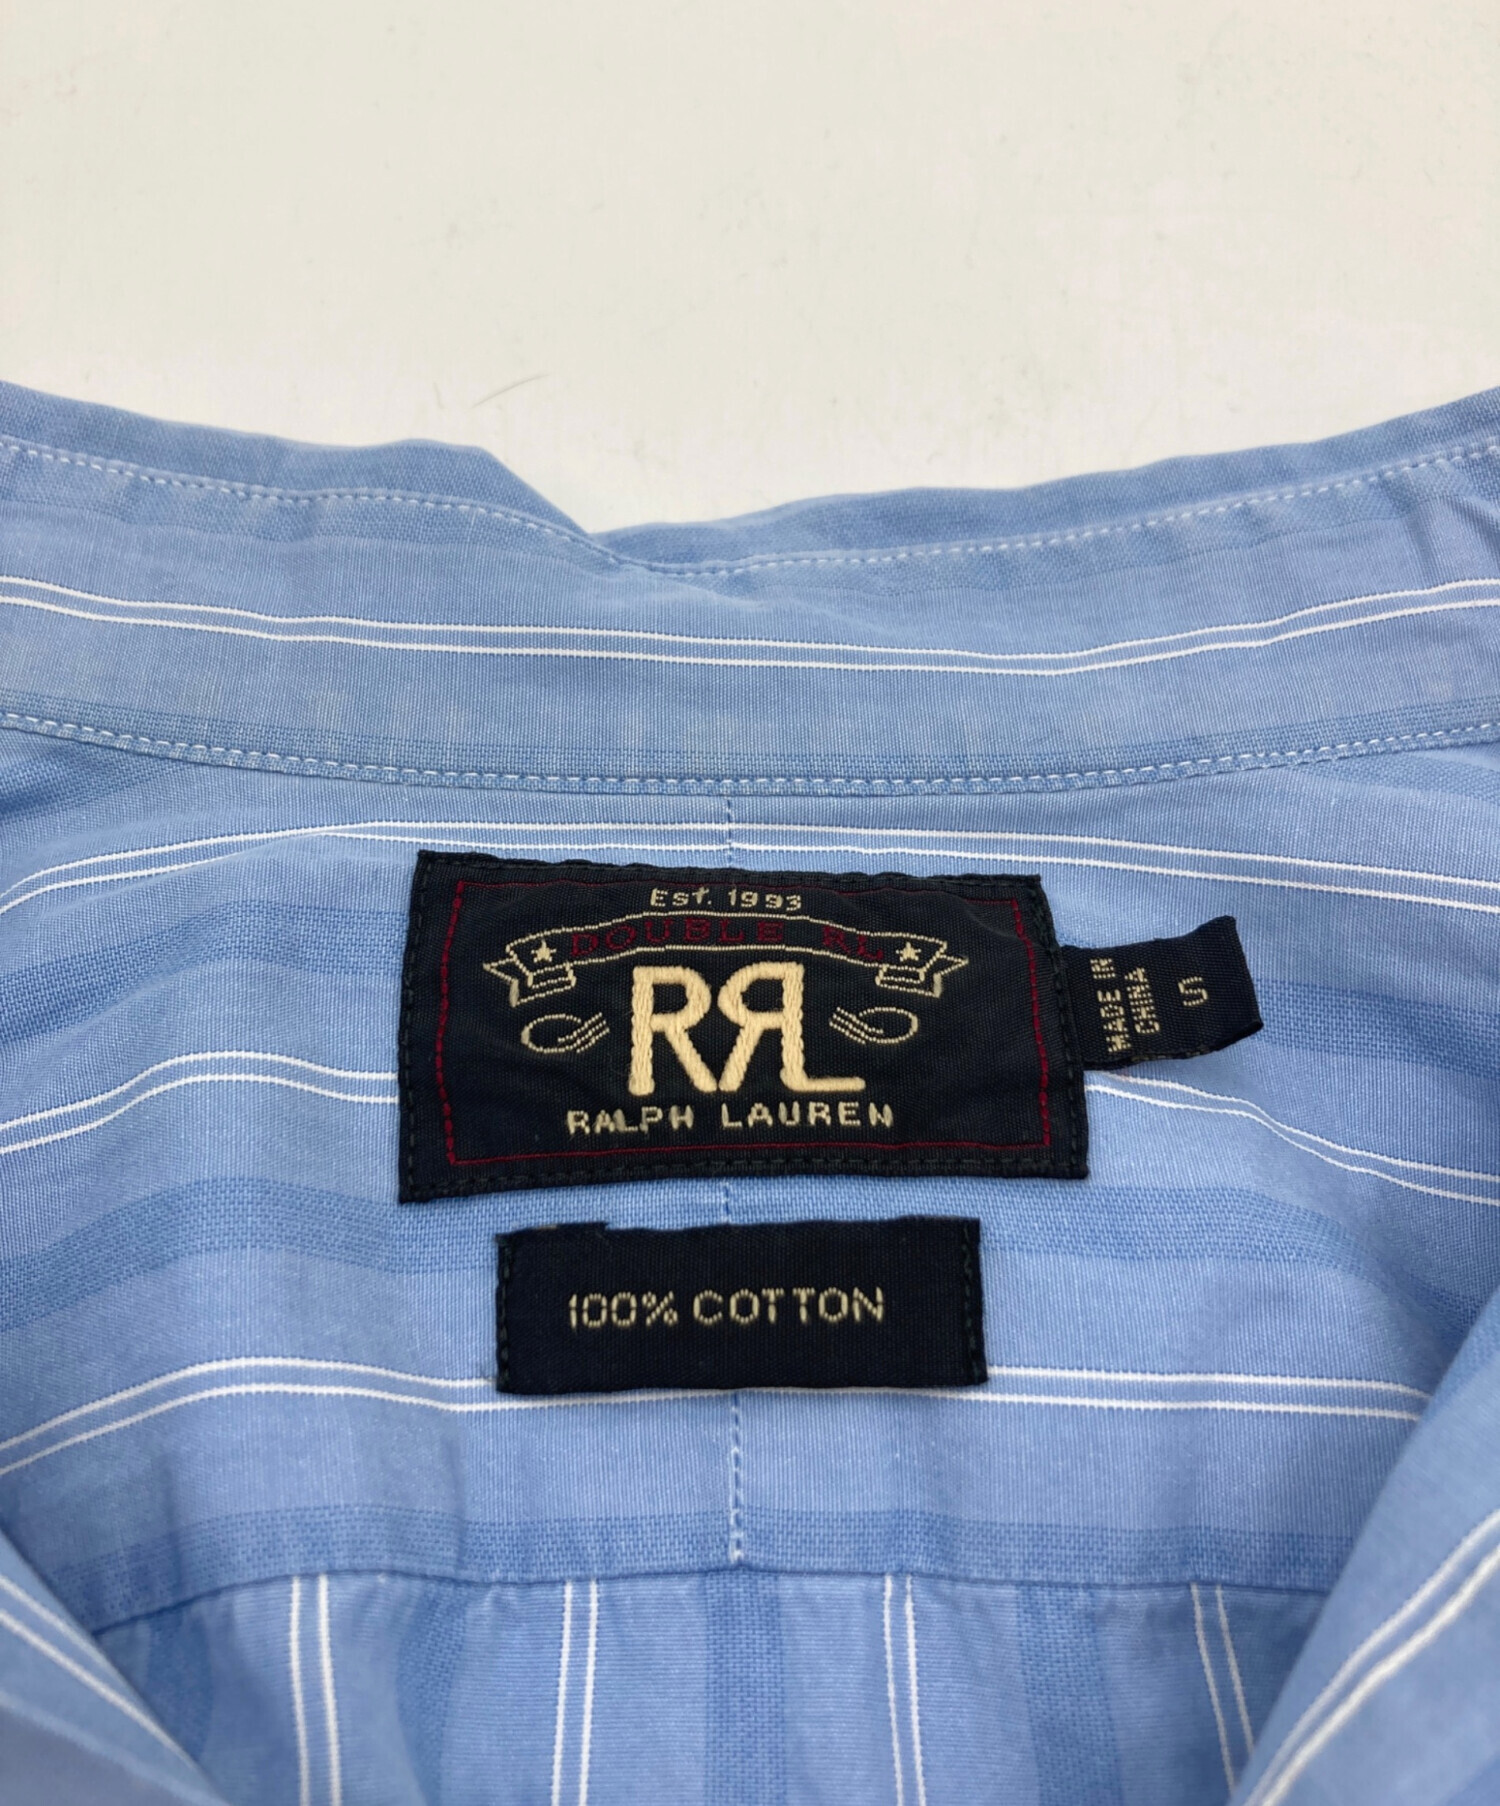 Est. 1993
DOUBLE RL
RRL
RALPH LAUREN
MADE IN
CHINA
S
100% COTTON